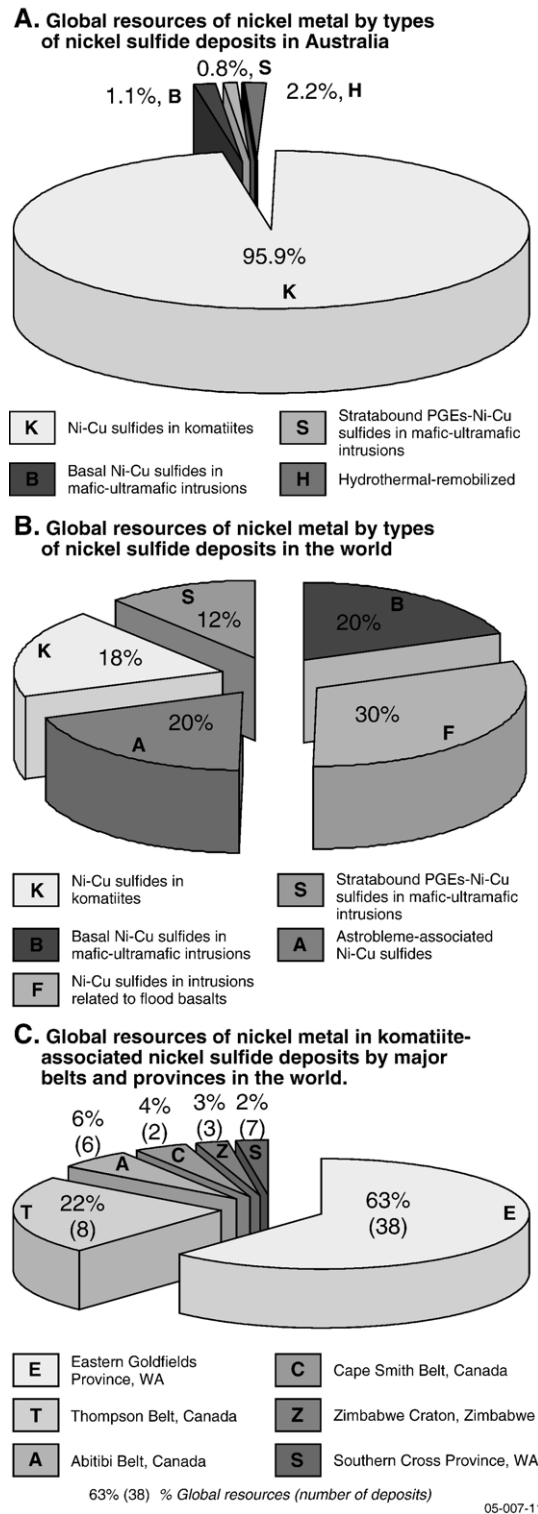 A. Global resources of nickel metal by types
of nickel sulfide deposits in Australia
0.8%, S
1.1%, B
2.2%, H
95.9%
K
K Ni-Cu sulfides in komatiites
B Basal Ni-Cu sulfides in
mafic-ultramafic intrusions
S Stratabound PGEs-Ni-Cu
sulfides in mafic-ultramafic
intrusions
H Hydrothermal-remobilized
B. Global resources of nickel metal by types
of nickel sulfide deposits in the world
S
12%
B
20%
K
18%
30%
F
20%
A
K Ni-Cu sulfides in
komatiites
B Basal Ni-Cu sulfides in
mafic-ultramafic intrusions
F Ni-Cu sulfides in intrusions
related to flood basalts
S Stratabound PGEs-Ni-Cu
sulfides in mafic-ultramafic
intrusions
A Astrobleme-associated
Ni-Cu sulfides
C. Global resources of nickel metal in komatiite-
associated nickel sulfide deposits by major
belts and provinces in the world.
6%
(6)
4%
(2)
3%
(3)
2%
(7)
A
C
Z
S
T
22%
(8)
63%
(38)
E
E Eastern Goldfields
Province, WA
T Thompson Belt, Canada
A Abitibi Belt, Canada
C Cape Smith Belt, Canada
Z Zimbabwe Craton, Zimbabwe
S Southern Cross Province, WA
63% (38) % Global resources (number of deposits)
05-007-11